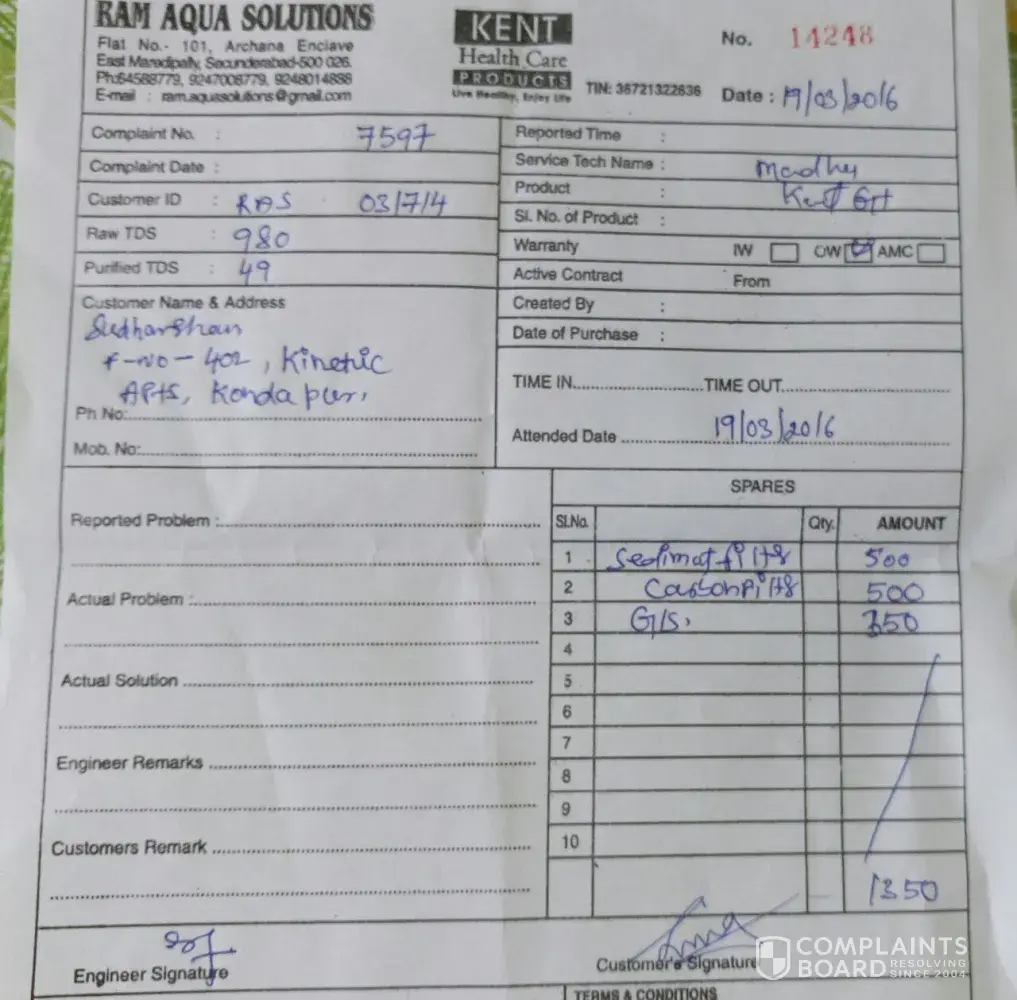 RAM AQUA SOLUTIONS
Flat No.- 101, Archana Enclave
East Maredipally, Secunderabad-500 026.
Ph:64588779, 9247008779, 9248014888
E-mail : ram.aquasolutions@gmail.com
KENT
Health Care
PRODUCTS
Live Healthy, Enjoy Life
TIN: 36721322636
No. 14248
Date : 19/03/2016
Complaint No. : 7597
Complaint Date :
Customer ID : RAS 03/7/4
Raw TDS : 980
Purified TDS : 49
Customer Name & Address
Sudharshan
F-NO-402, Kinetic
Apts, Kondapur,
Ph No:
Mob. No:
Reported Time :
Service Tech Name : Madhu
Product : Kent
Sl. No. of Product :
Warranty IW OW AMC
Active Contract From
Created By :
Date of Purchase :
TIME IN TIME OUT
Attended Date 19/03/2016
Reported Problem :
Actual Problem :
Actual Solution
Engineer Remarks
Customers Remark
SPARES
Sl.No. Qty. AMOUNT
1 500
2 500
3 G/S, 350
4
5
6
7
8
9
10
1350
Engineer Signature
Customer's Signature
TERMS & CONDITIONS
COMPLAINTS
BOARD RESOLVING
SINCE 2004